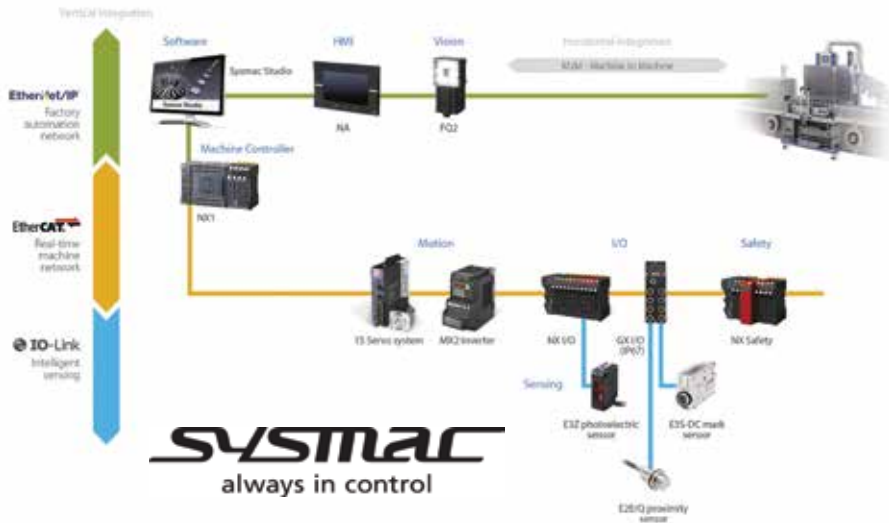 Vertical Integration
Software
HMI
Vision
Horizontal Integration
M2M - Machine to Machine
Sysmac Studio
Sysmac Studio
EtherNet/IP
Factory
automation
network
NA
FQ2
Machine Controller
NX1
EtherCAT
Real-time
machine
network
Motion
I/O
Safety
1S Servo system
MX2 Inverter
NX I/O
GX I/O
(IP67)
NX Safety
IO-Link
Intelligent
sensing
Sensing
E3Z photoelectric
sensor
E3S-DC mark
sensor
sysmac
always in control
E2E/Q proximity
sensor